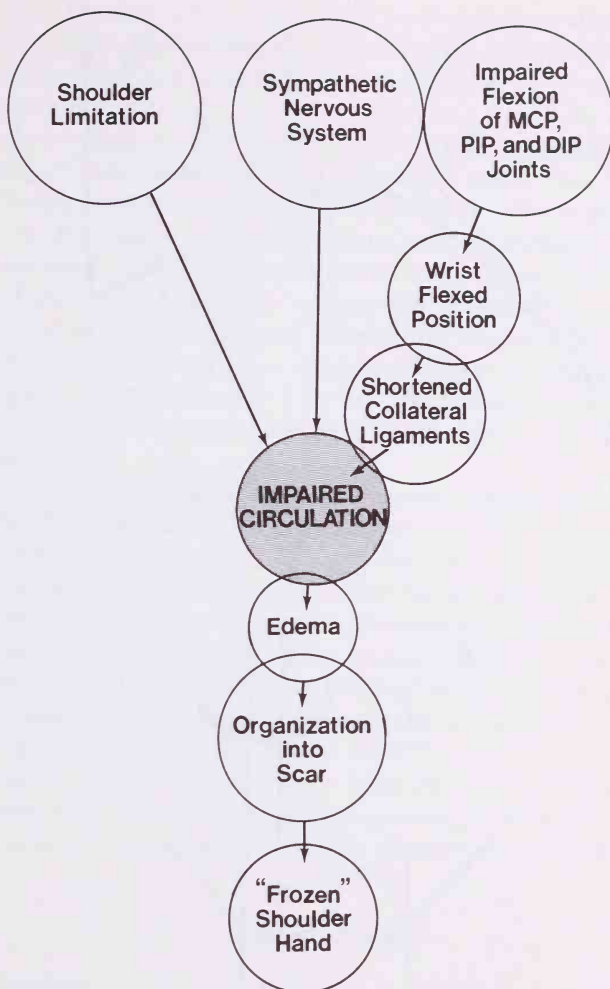 Shoulder
Limitation
Sympathetic
Nervous
System
Impaired
Flexion
of MCP,
PIP, and DIP
Joints
Wrist
Flexed
Position
Shortened
Collateral
Ligaments
IMPAIRED
CIRCULATION
Edema
Organization
into
Scar
“Frozen”
Shoulder
Hand